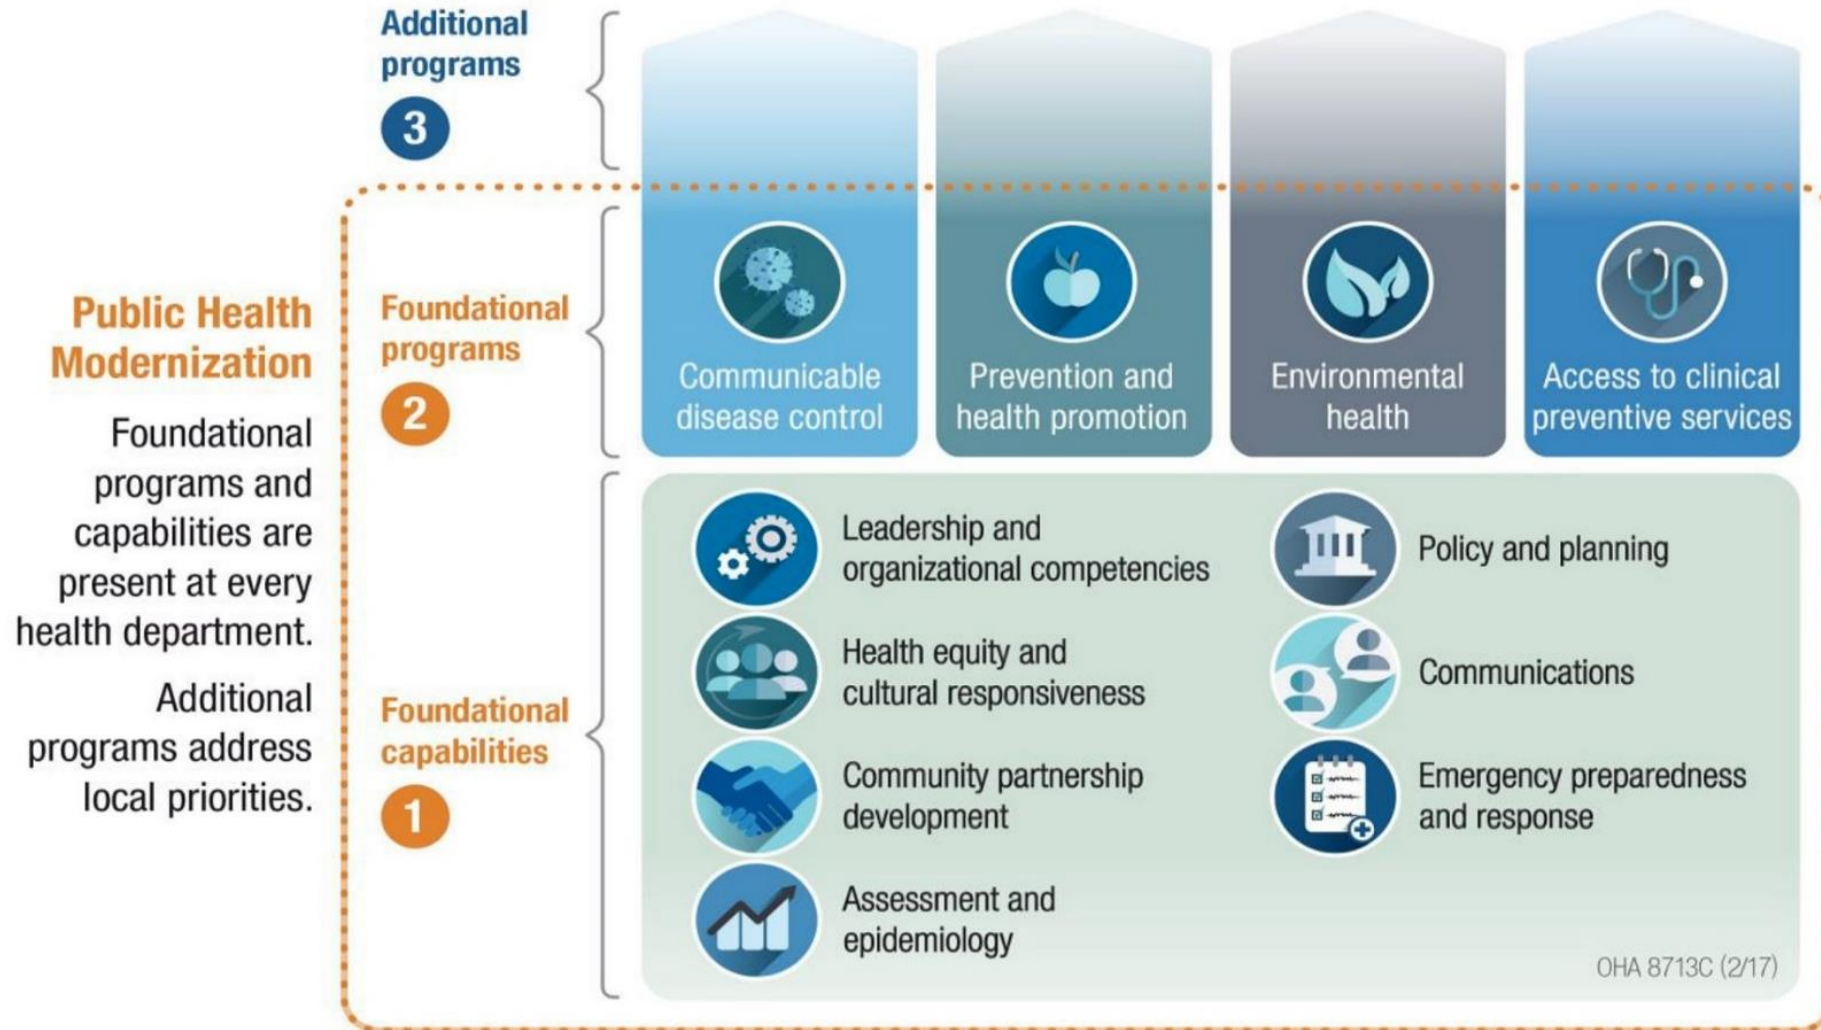 Additional
programs
3
Public Health
Modernization
Foundational
programs and
capabilities are
present at every
health department.
Additional
programs address
local priorities.
Foundational
programs
2
Communicable
disease control
Prevention and
health promotion
Environmental
health
Access to clinical
preventive services
Foundational
capabilities
1
Leadership and
organizational competencies
Health equity and
cultural responsiveness
Community partnership
development
Assessment and
epidemiology
Policy and planning
Communications
Emergency preparedness
and response
OHA 8713C (2/17)